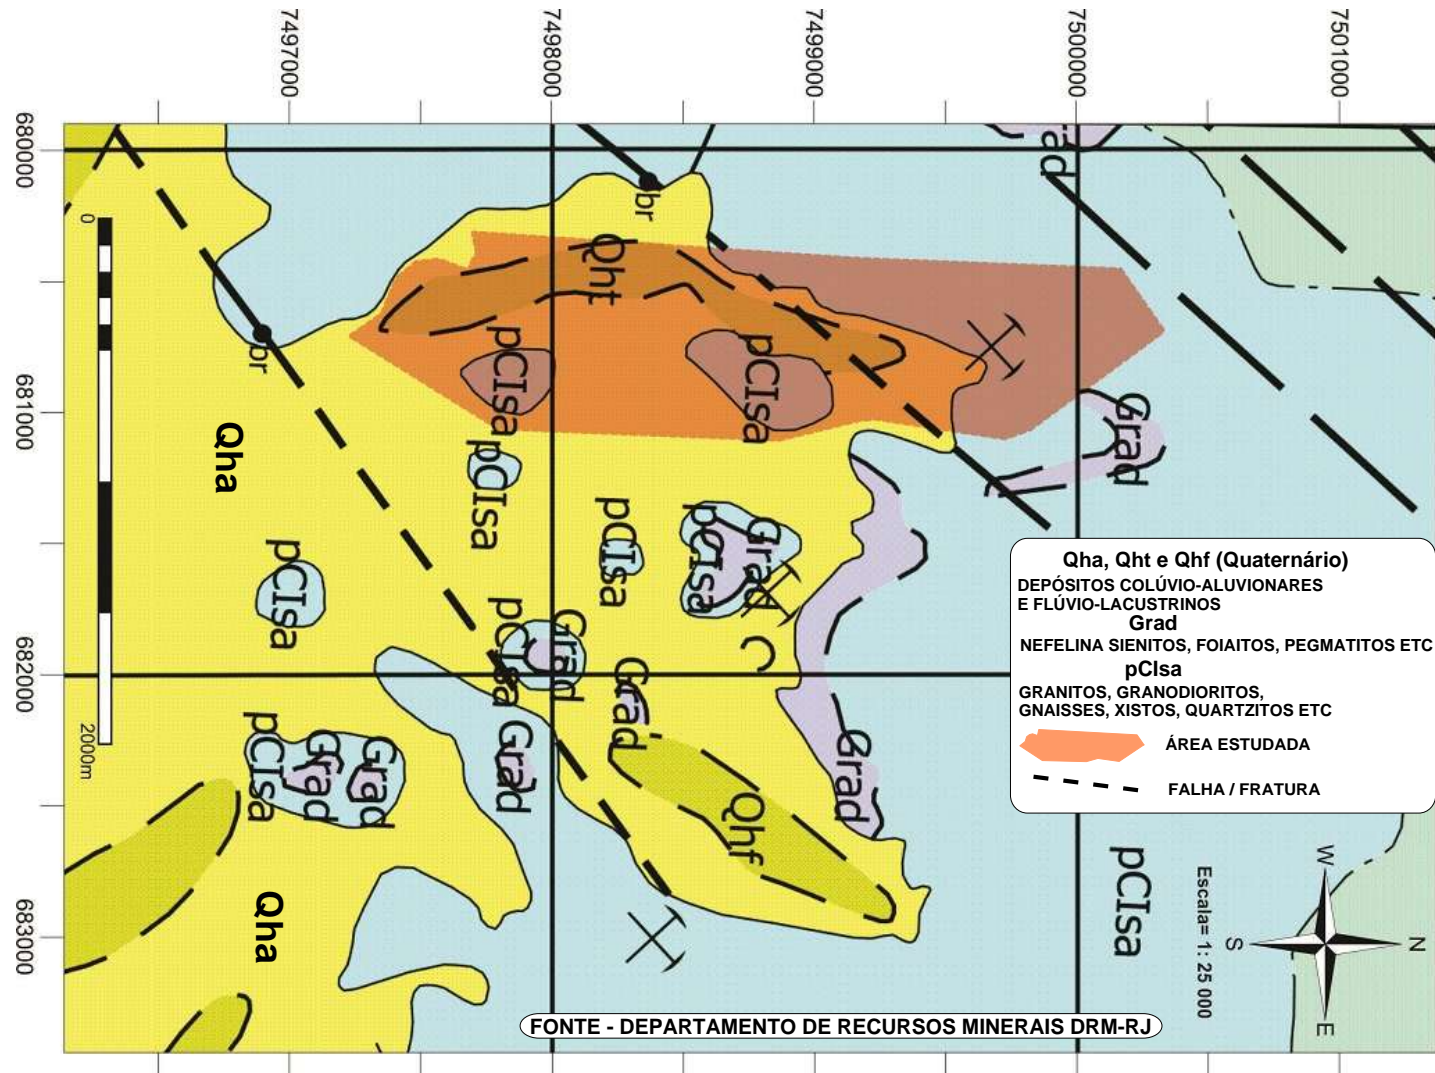 7497000
7498000
7499000
7500000
7501000
680000
681000
682000
683000
0
2000m
Grad
br
Qht
br
pCIsa
pCIsa
Grad
Qha
pCIsa
pCIsa
pCIsa
Grad
pCIsa
pCIsa
Grad
Grad
pCIsa
Grad
Grad
Grad
Grad
Qhf
Qha
pCIsa
Qha, Qht e Qhf (Quaternário)
DEPÓSITOS COLÚVIO-ALUVIONARES
E FLÚVIO-LACUSTRINOS
Grad
NEFELINA SIENITOS, FOIAITOS, PEGMATITOS ETC
pCIsa
GRANITOS, GRANODIORITOS,
GNAISSES, XISTOS, QUARTZITOS ETC
ÁREA ESTUDADA
FALHA / FRATURA
Escala= 1: 25 000
W
N
S
E
FONTE - DEPARTAMENTO DE RECURSOS MINERAIS DRM-RJ